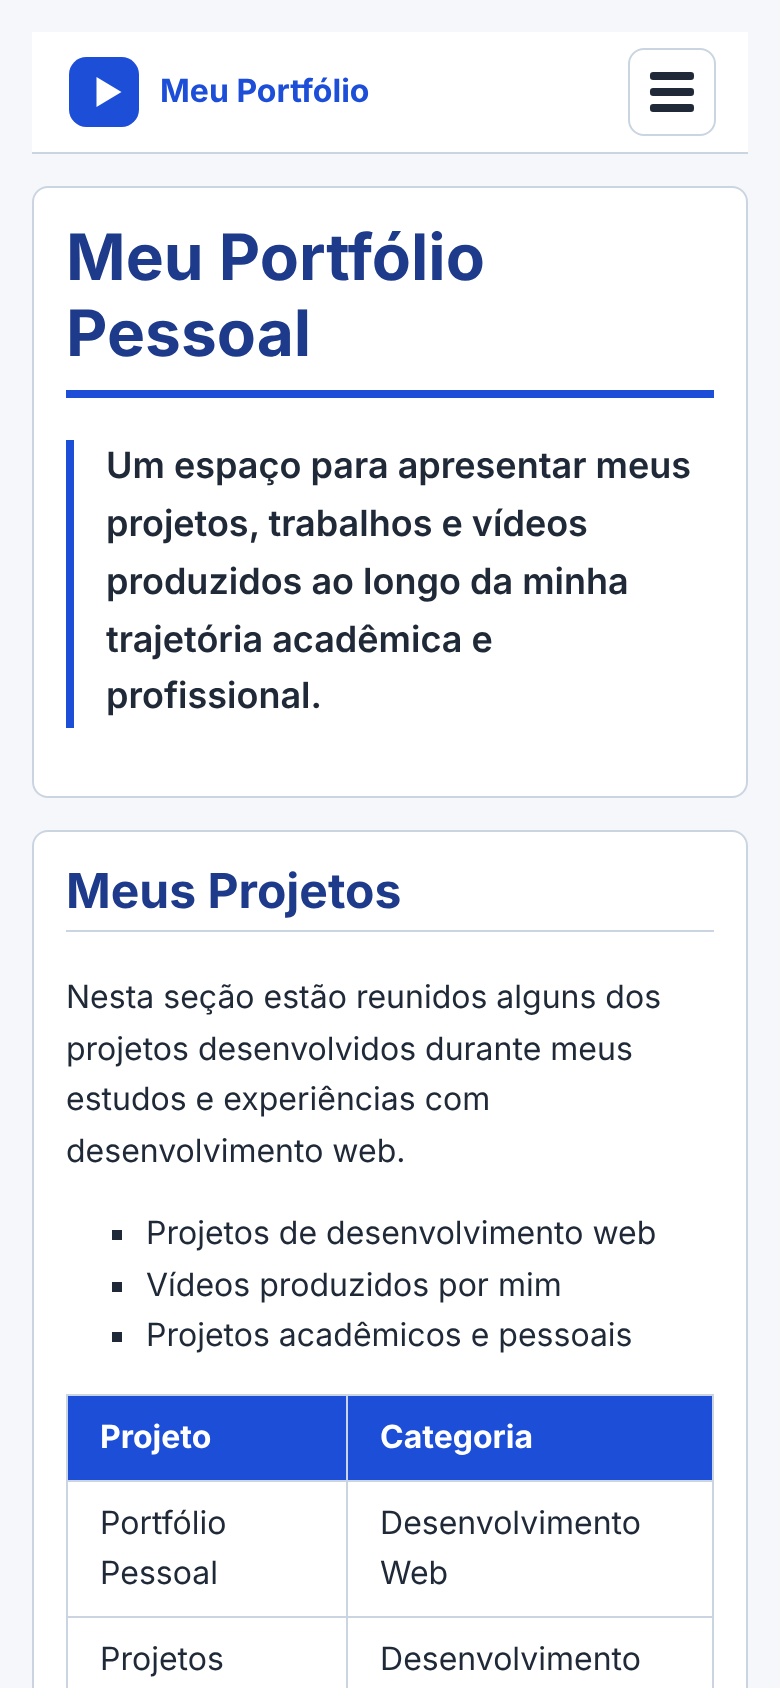 Meu Portfólio
Meu Portfólio
Pessoal
Um espaço para apresentar meus
projetos, trabalhos e vídeos
produzidos ao longo da minha
trajetória acadêmica e
profissional.
Meus Projetos
Nesta seção estão reunidos alguns dos
projetos desenvolvidos durante meus
estudos e experiências com
desenvolvimento web.
Projetos de desenvolvimento web
Vídeos produzidos por mim
Projetos acadêmicos e pessoais
Projeto Categoria
Portfólio Desenvolvimento
Pessoal Web
Projetos Desenvolvimento